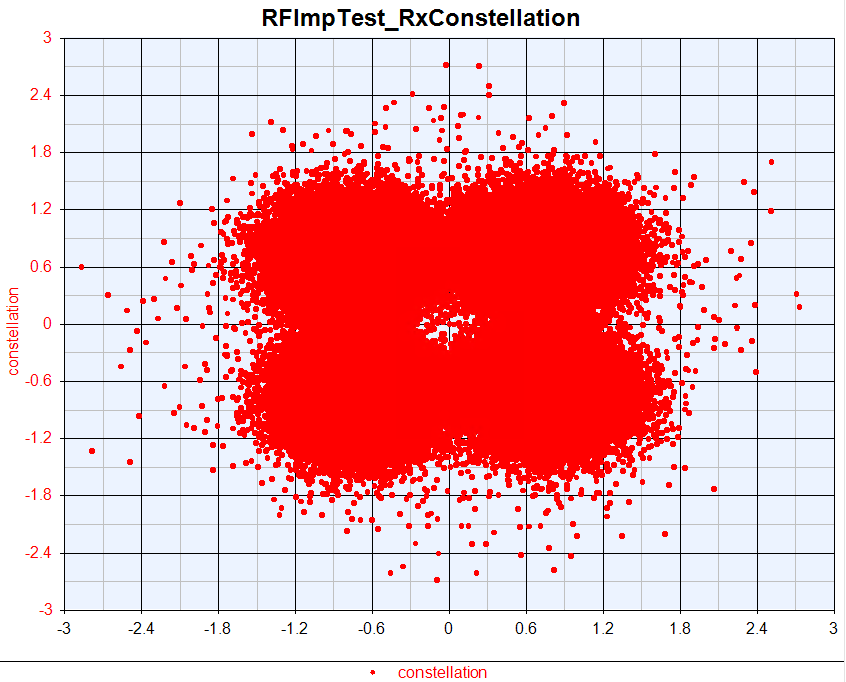 RFImpTest_RxConstellation
3
2.4
1.8
1.2
0.6
0
-0.6
-1.2
-1.8
-2.4
-3
constellation
-3 -2.4 -1.8 -1.2 -0.6 0 0.6 1.2 1.8 2.4 3
constellation